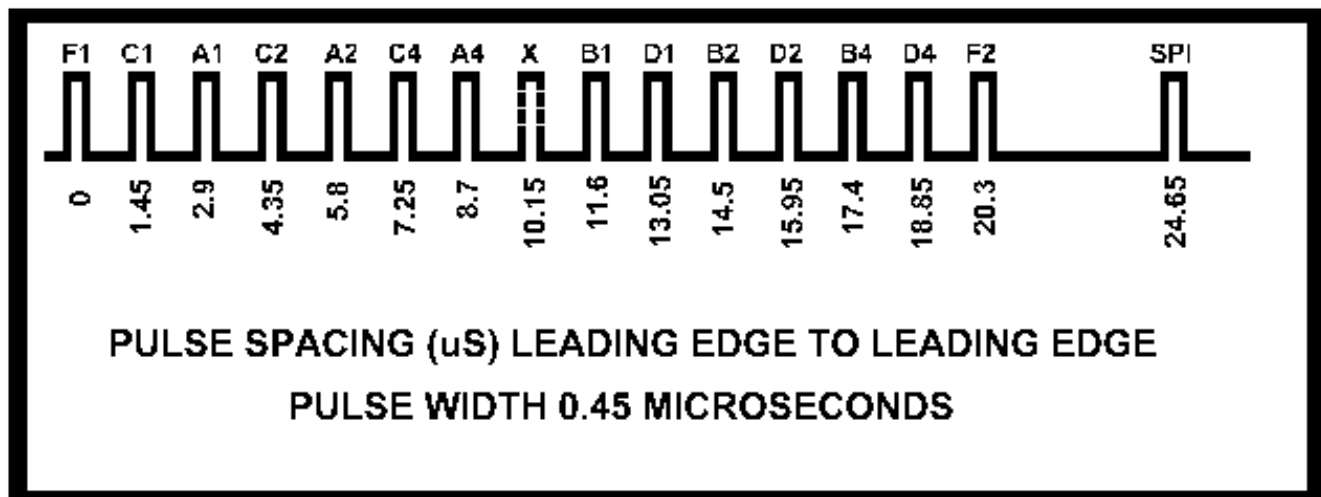 F1 C1 A1 C2 A2 C4 A4 X B1 D1 B2 D2 B4 D4 F2 SPI
0 1.45 2.9 4.35 5.8 7.25 8.7 10.15 11.6 13.05 14.5 15.95 17.4 18.85 20.3 24.65
PULSE SPACING (uS) LEADING EDGE TO LEADING EDGE
PULSE WIDTH 0.45 MICROSECONDS